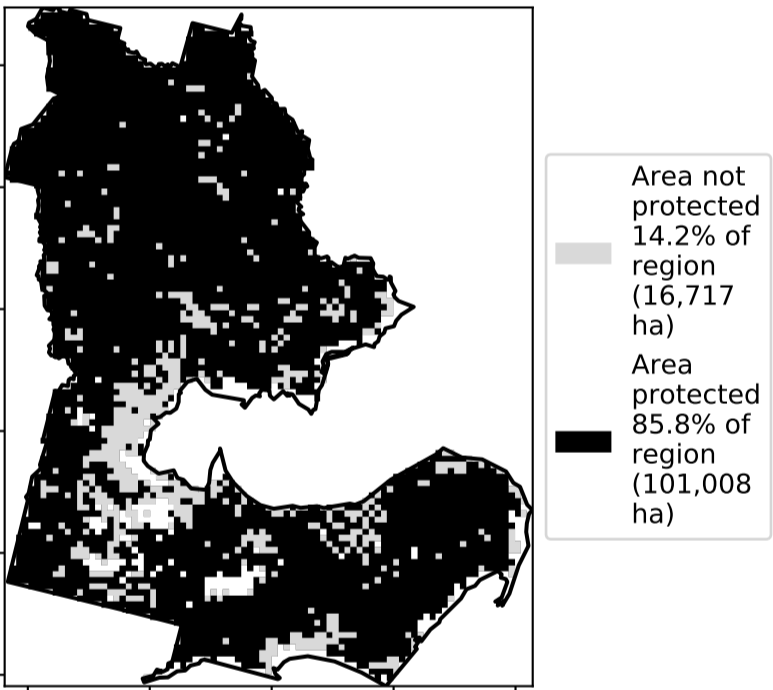 Area not
protected
14.2% of
region
(16,717
ha)
Area
protected
85.8% of
region
(101,008
ha)